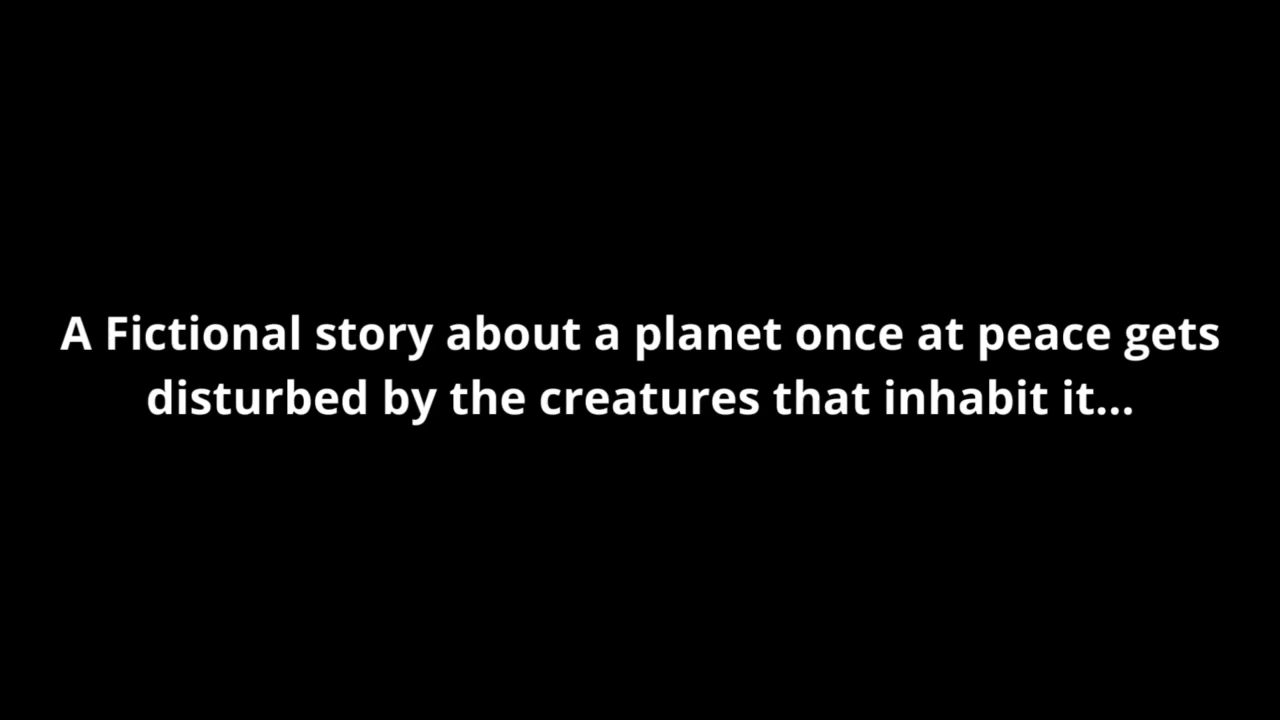 A Fictional story about a planet once at peace gets
disturbed by the creatures that inhabit it...